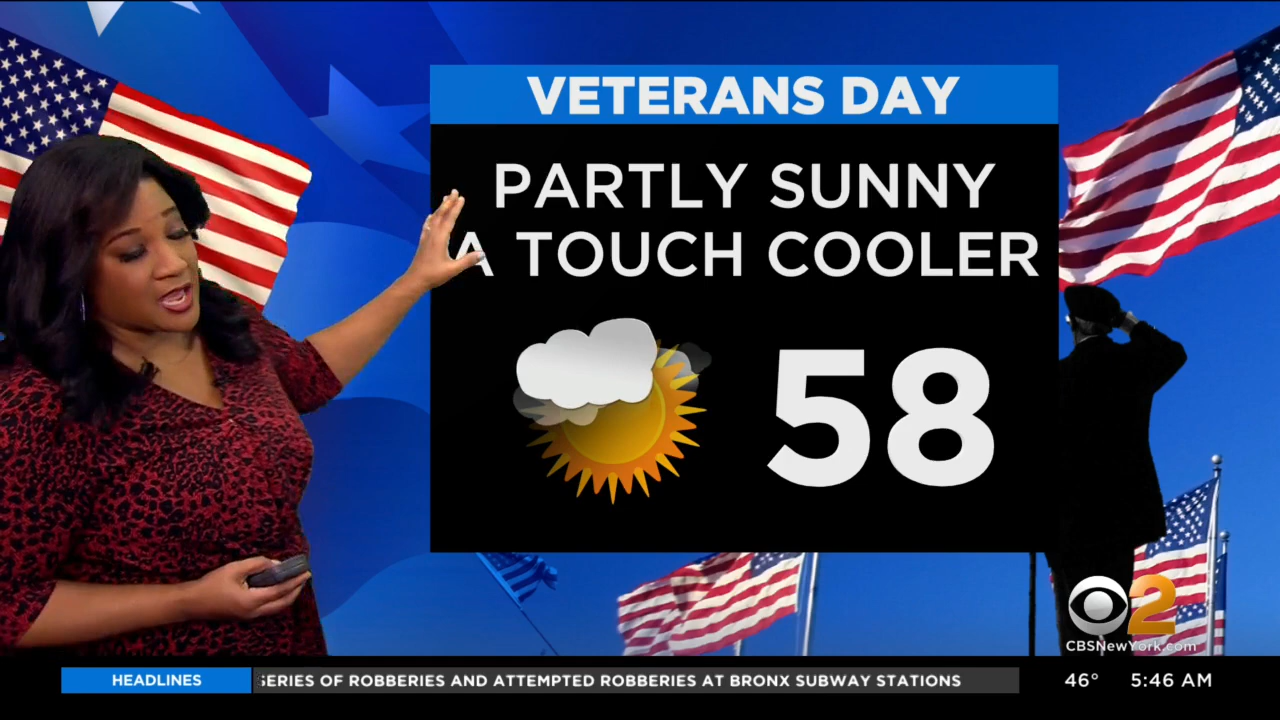 VETERANS DAY
PARTLY SUNNY
A TOUCH COOLER
58
2
CBSNewYork.com
HEADLINES
SERIES OF ROBBERIES AND ATTEMPTED ROBBERIES AT BRONX SUBWAY STATIONS
46° 5:46 AM